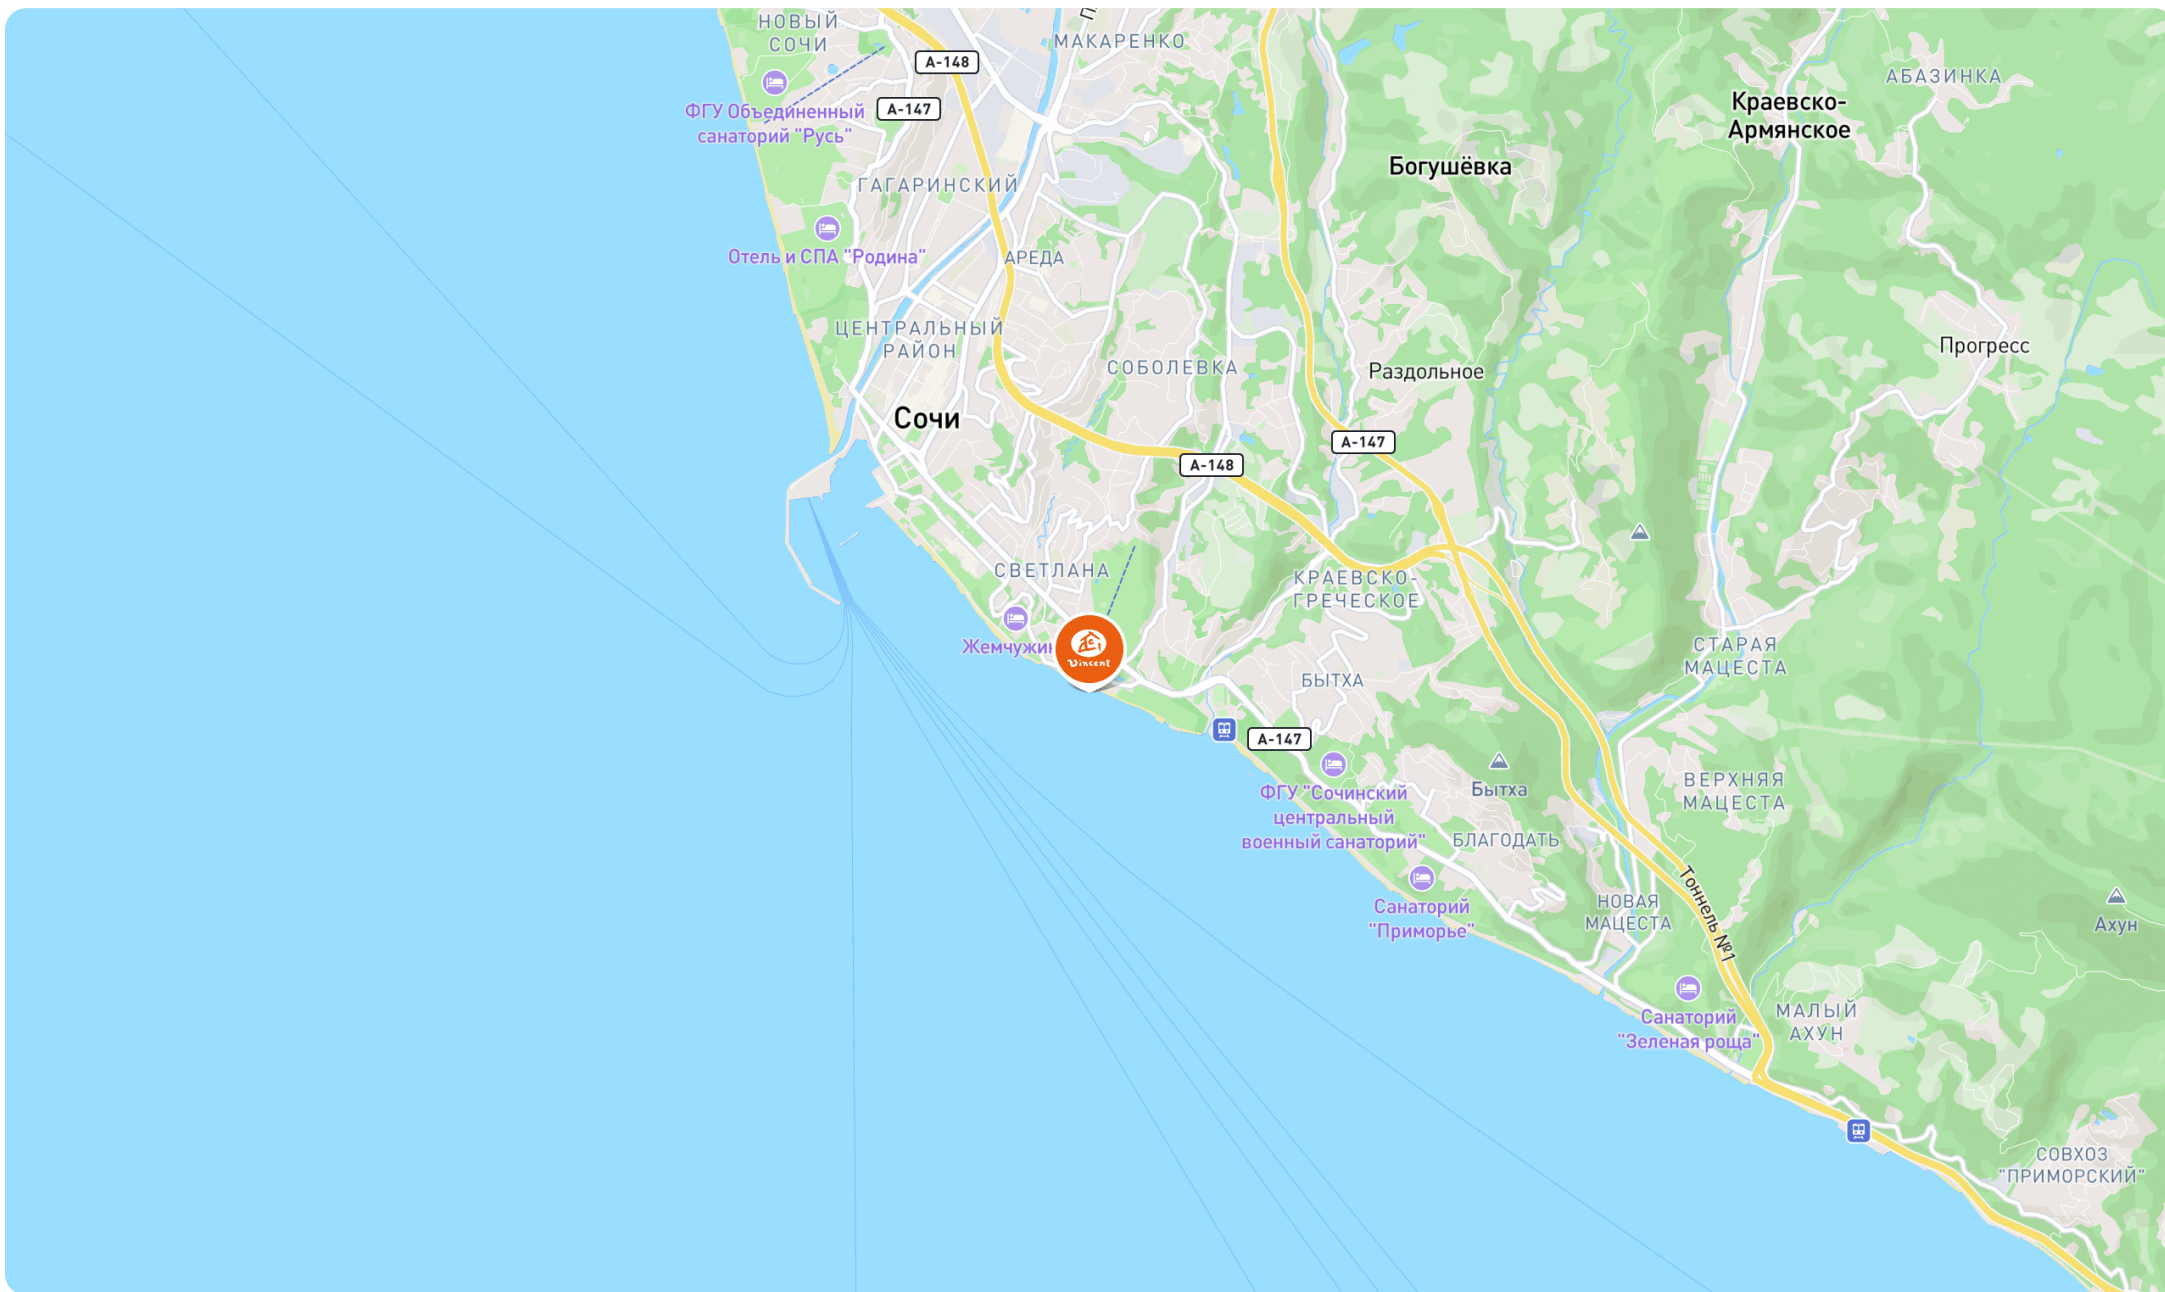 НОВЫЙ
СОЧИ
МАКАРЕНКО
А-148
АБАЗИНКА
ФГУ Объединенный
санаторий "Русь"
А-147
Краевско-
Армянское
Богушёвка
ГАГАРИНСКИЙ
Отель и СПА "Родина"
АРЕДА
ЦЕНТРАЛЬНЫЙ
РАЙОН
СОБОЛЕВКА
Раздольное
Прогресс
Сочи
А-147
А-148
СВЕТЛАНА
КРАЕВСКО-
ГРЕЧЕСКОЕ
Жемчужин
Vincent
СТАРАЯ
МАЦЕСТА
БЫТХА
А-147
ФГУ "Сочинский
центральный
военный санаторий"
Бытха
ВЕРХНЯЯ
МАЦЕСТА
БЛАГОДАТЬ
Тоннель №1
Санаторий
"Приморье"
НОВАЯ
МАЦЕСТА
Ахун
Санаторий
"Зеленая роща"
МАЛЫЙ
АХУН
СОВХОЗ
"ПРИМОРСКИЙ"